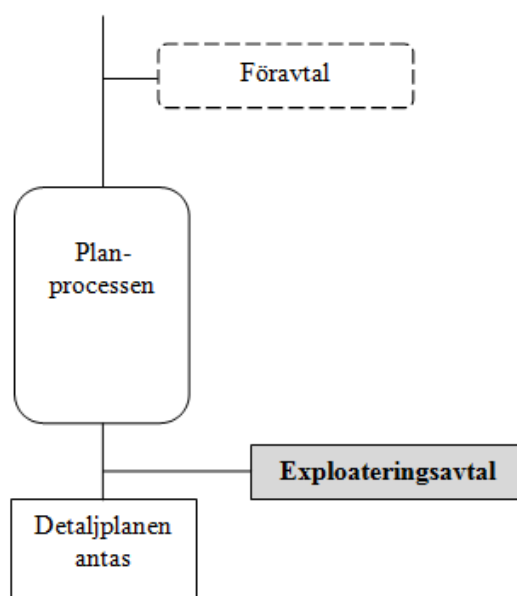 Föravtal
Plan-
processen
Exploateringsavtal
Detaljplanen
antas